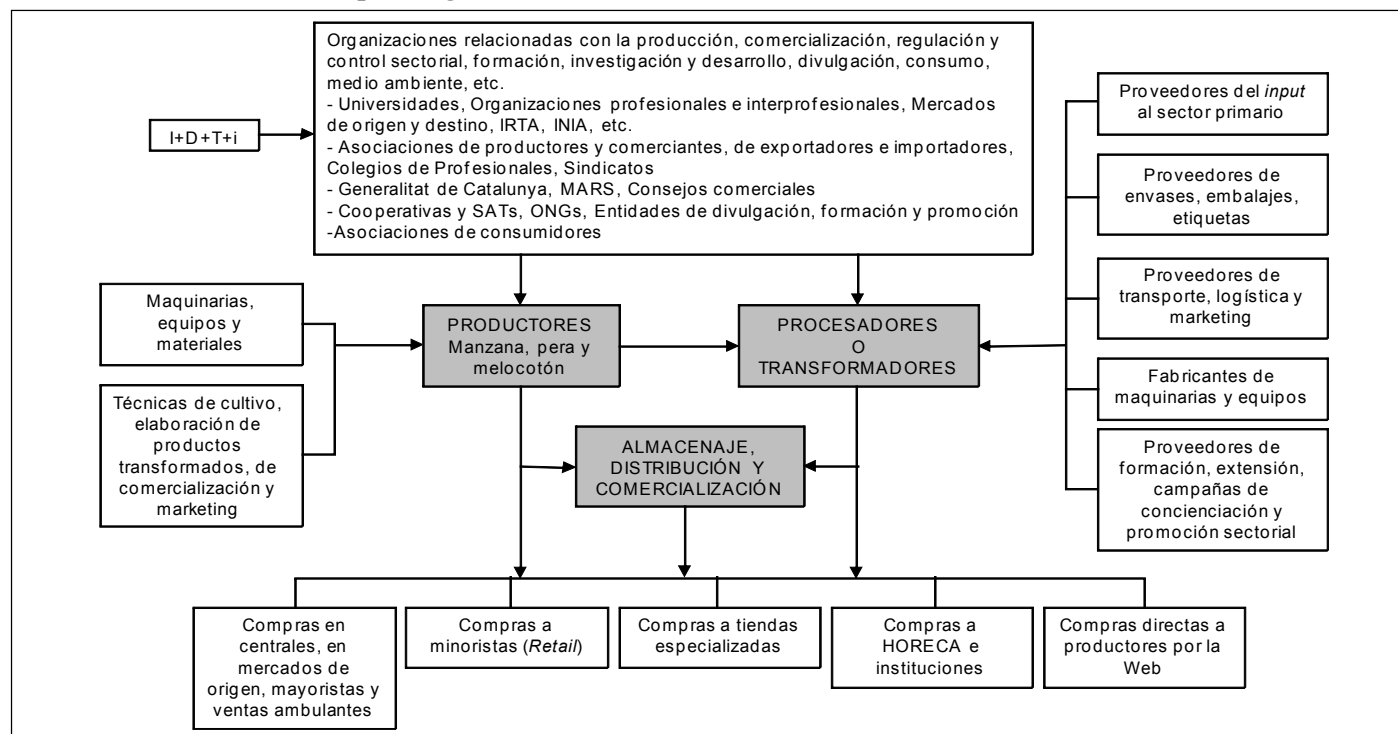 Organizaciones relacionadas con la producción, comercialización, regulación y
control sectorial, formación, investigación y desarrollo, divulgación, consumo,
medio ambiente, etc.
- Universidades, Organizaciones profesionales e interprofesionales, Mercados
de origen y destino, IRTA, INIA, etc.
- Asociaciones de productores y comerciantes, de exportadores e importadores,
Colegios de Profesionales, Sindicatos
- Generalitat de Catalunya, MARS, Consejos comerciales
- Cooperativas y SATs, ONGs, Entidades de divulgación, formación y promoción
-Asociaciones de consumidores
I+D+T+i
Proveedores del input
al sector primario
Proveedores de
envases, embalajes,
etiquetas
Proveedores de
transporte, logística y
marketing
Fabricantes de
maquinarias y equipos
Proveedores de
formación, extensión,
campañas de
concienciación y
promoción sectorial
Maquinarias,
equipos y
materiales
Técnicas de cultivo,
elaboración de
productos
transformados, de
comercialización y
marketing
PRODUCTORES
Manzana, pera y
melocotón
PROCESADORES
O
TRANSFORMADORES
ALMACENAJE,
DISTRIBUCIÓN Y
COMERCIALIZACIÓN
Compras en
centrales, en
mercados de
origen, mayoristas y
ventas ambulantes
Compras a
minoristas (Retail)
Compras a tiendas
especializadas
Compras a
HORECA e
instituciones
Compras directas a
productores por la
Web